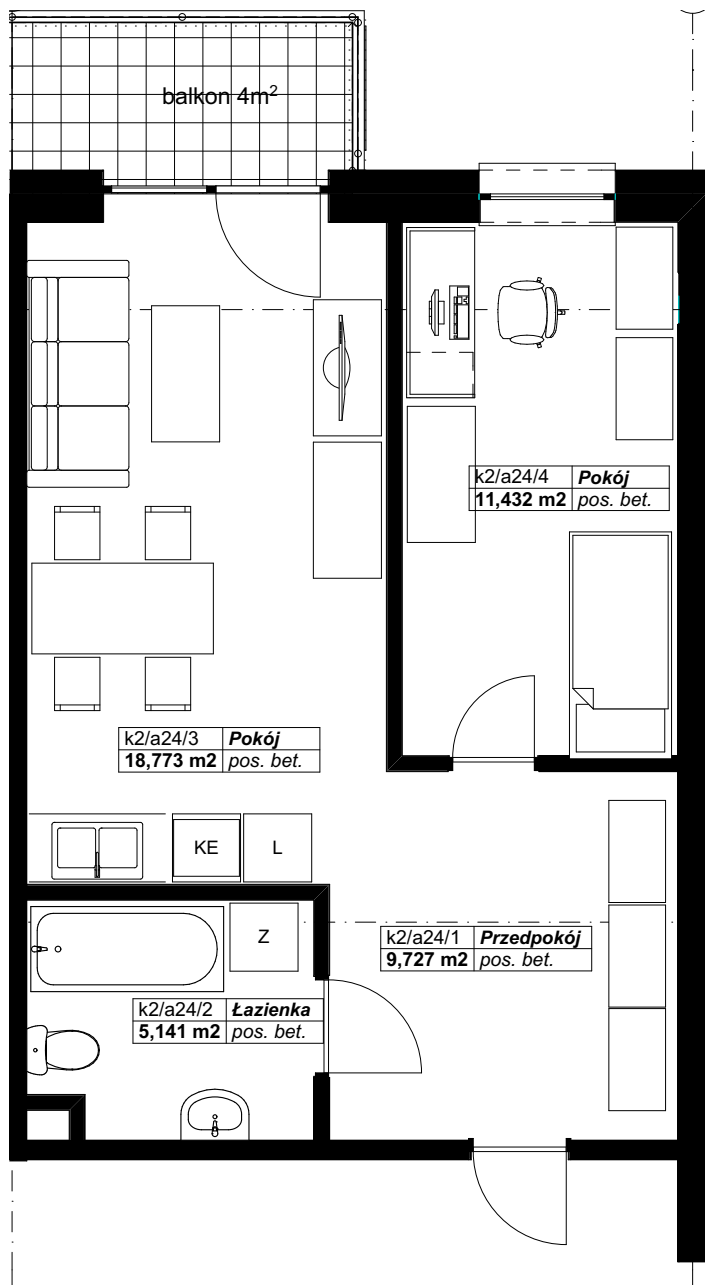 balkon 4m²
k2/a24/4 Pokój
11,432 m2 pos. bet.
k2/a24/3 Pokój
18,773 m2 pos. bet.
KE
L
Z
k2/a24/1 Przedpokój
9,727 m2 pos. bet.
k2/a24/2 Łazienka
5,141 m2 pos. bet.